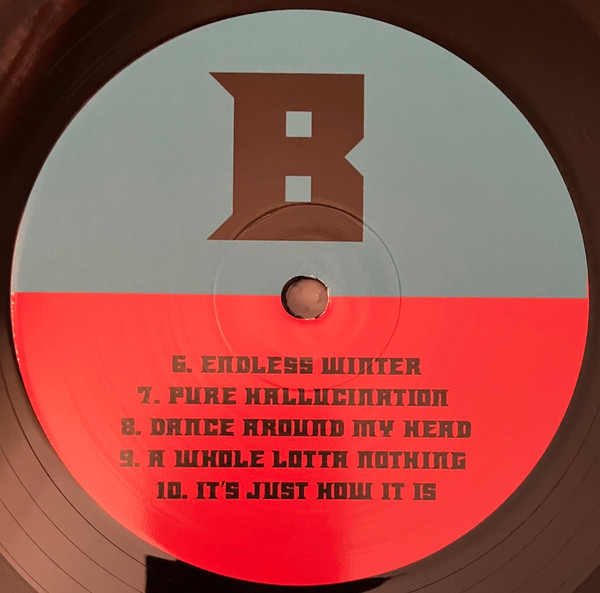 B
6. ENDLESS WINTER
7. PURE HALLUCINATION
8. DANCE AROUND MY HEAD
9. A WHOLE LOTTA NOTHING
10. IT'S JUST HOW IT IS